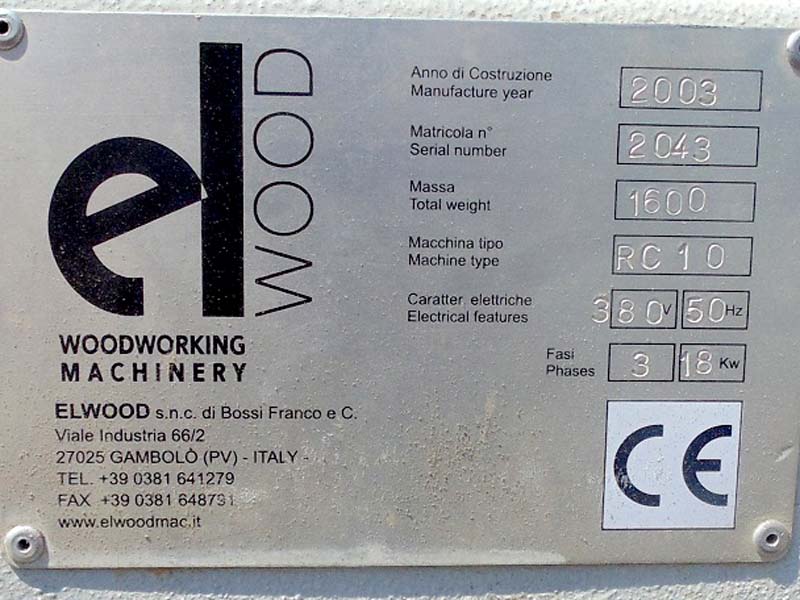 el
WOOD
WOODWORKING
MACHINERY
ELWOOD s.n.c. di Bossi Franco e C.
Viale Industria 66/2
27025 GAMBOLÒ (PV) - ITALY -
TEL. +39 0381 641279
FAX +39 0381 648731
www.elwoodmac.it
Anno di Costruzione
Manufacture year
2003
Matricola n°
Serial number
2043
Massa
Total weight
1600
Macchina tipo
Machine type
RC 10
Caratter. elettriche
Electrical features
380 V 50 Hz
Fasi
Phases
3 18 Kw
CE